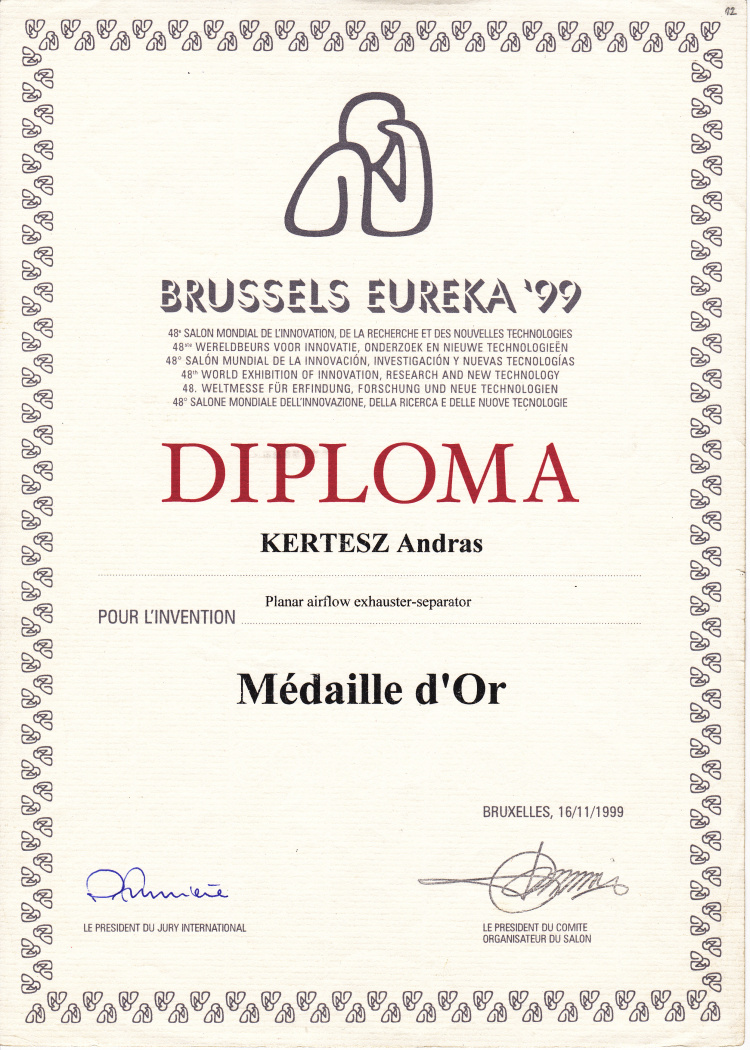 12
BRUSSELS EUREKA '99
48e SALON MONDIAL DE L'INNOVATION, DE LA RECHERCHE ET DES NOUVELLES TECHNOLOGIES
48ste WERELDBEURS VOOR INNOVATIE, ONDERZOEK EN NIEUWE TECHNOLOGIEËN
48° SALÓN MUNDIAL DE LA INNOVACIÓN, INVESTIGACIÓN Y NUEVAS TECNOLOGÍAS
48th WORLD EXHIBITION OF INNOVATION, RESEARCH AND NEW TECHNOLOGY
48. WELTMESSE FÜR ERFINDUNG, FORSCHUNG UND NEUE TECHNOLOGIEN
48° SALONE MONDIALE DELL'INNOVAZIONE, DELLA RICERCA E DELLE NUOVE TECNOLOGIE
DIPLOMA
KERTESZ Andras
Planar airflow exhauster-separator
POUR L'INVENTION
Médaille d'Or
BRUXELLES, 16/11/1999
LE PRESIDENT DU JURY INTERNATIONAL
LE PRESIDENT DU COMITE
ORGANISATEUR DU SALON